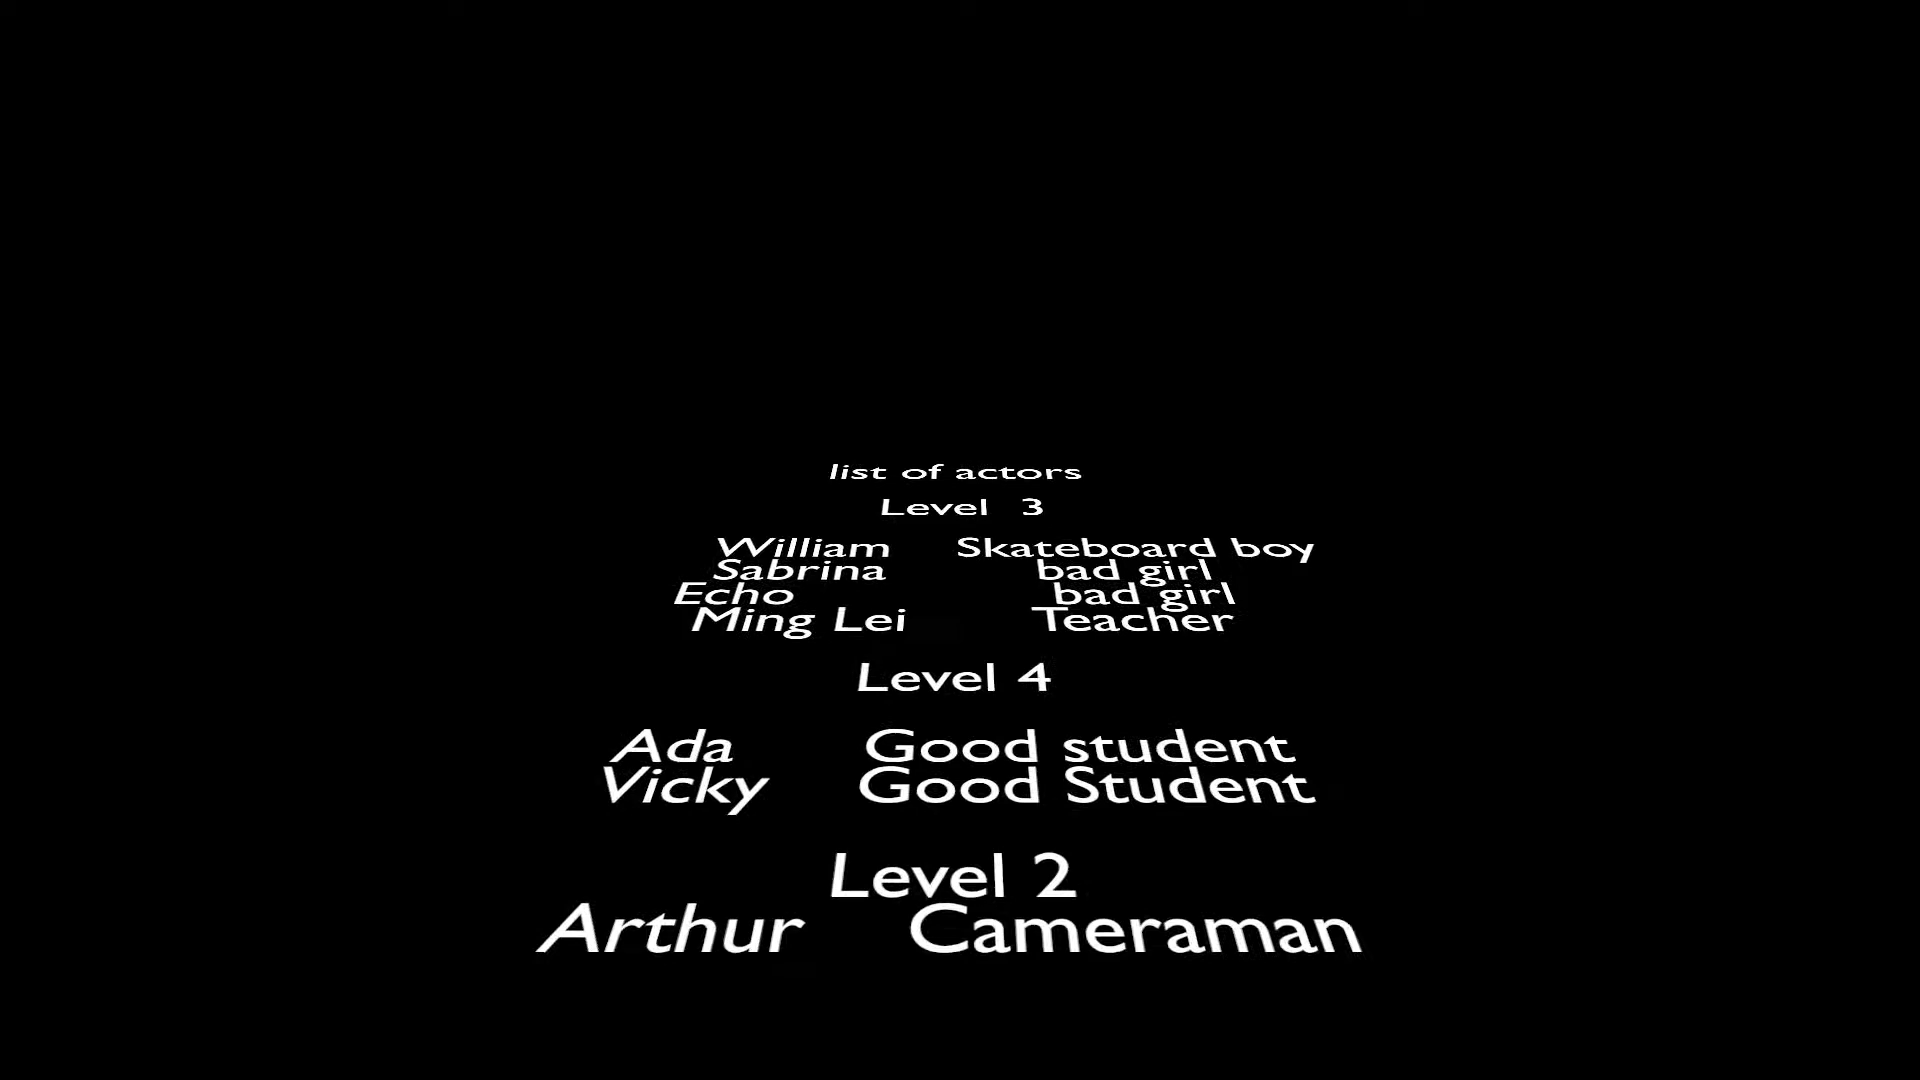 list of actors
Level 3
William Skateboard boy
Sabrina bad girl
Echo bad girl
Ming Lei Teacher
Level 4
Ada Good student
Vicky Good Student
Level 2
Arthur Cameraman